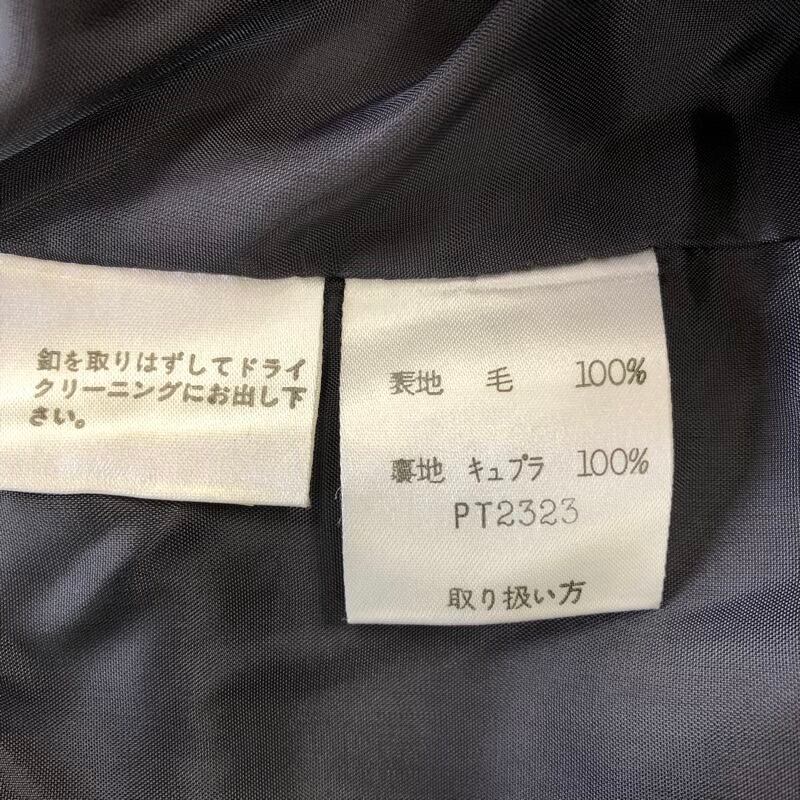 釦を取りはずしてドライ
クリーニングにお出し下
さい。
表地 毛 100%
裏地 キュプラ 100%
PT2323
取り扱い方